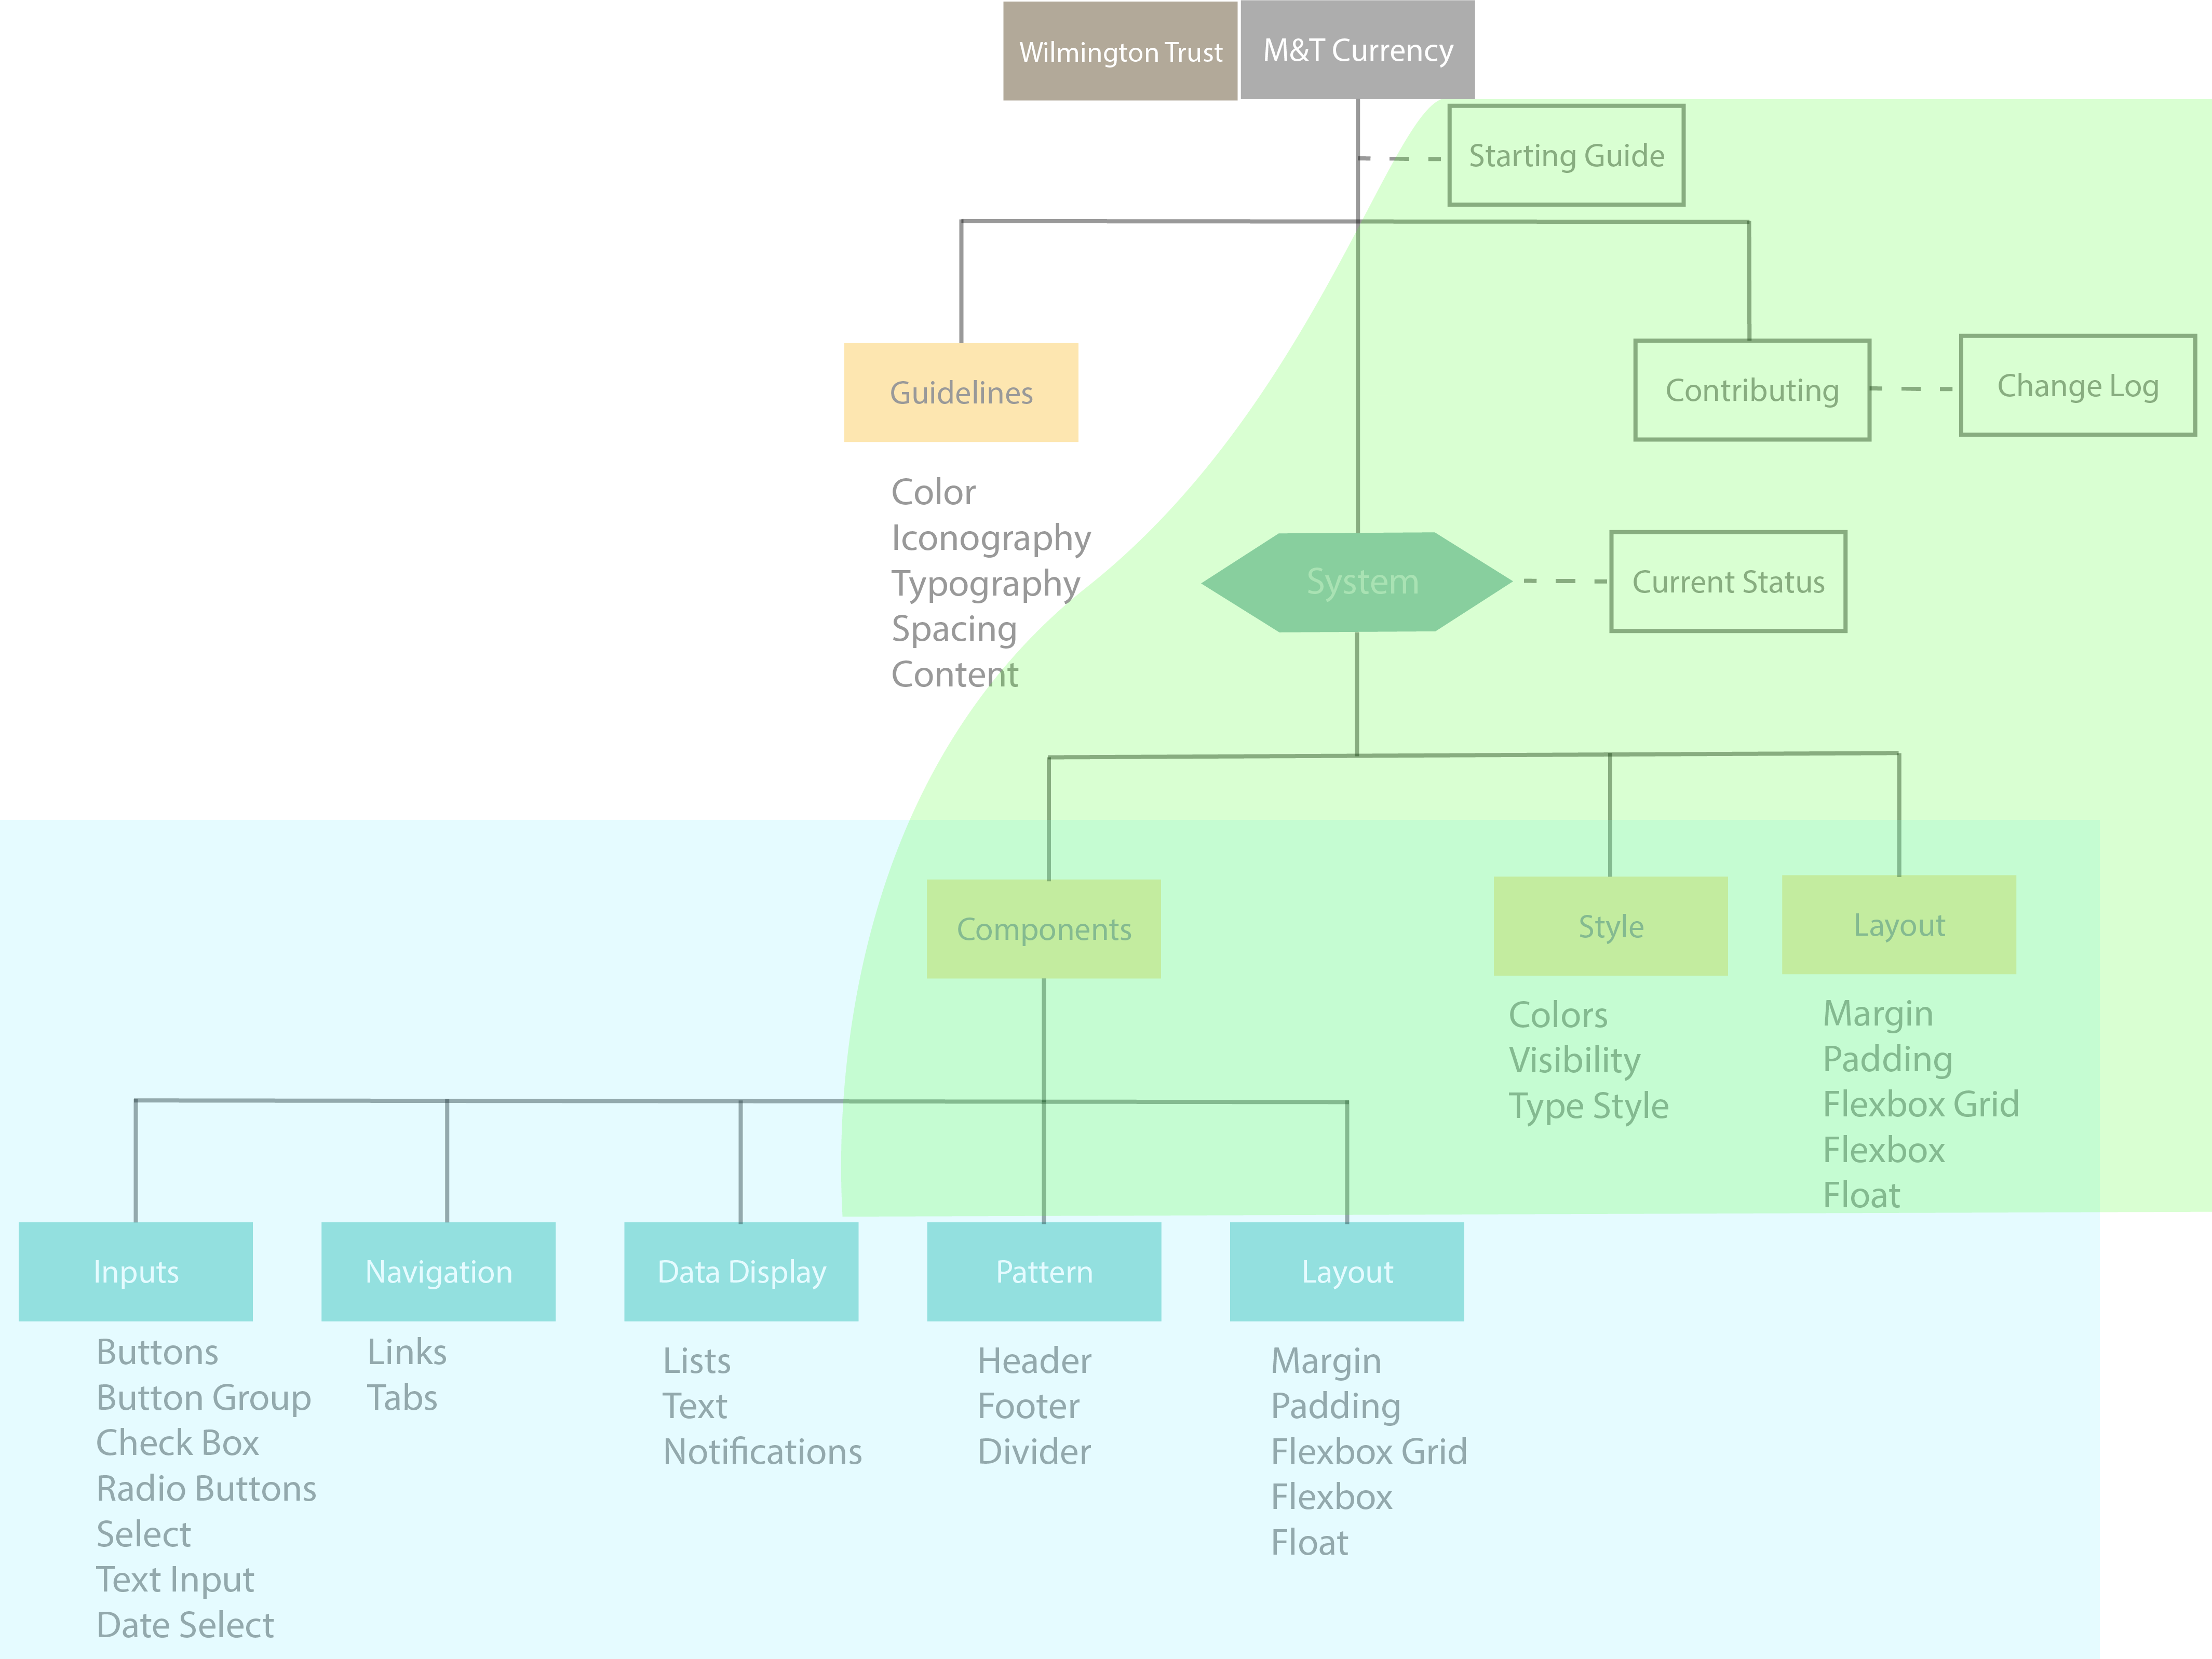 Wilmington Trust
M&T Currency
Starting Guide
Guidelines
Contributing
Change Log
Color
Iconography
Typography
Spacing
Content
System
Current Status
Components
Style
Layout
Colors
Visibility
Type Style
Margin
Padding
Flexbox Grid
Flexbox
Float
Inputs
Navigation
Data Display
Pattern
Layout
Buttons
Button Group
Check Box
Radio Buttons
Select
Text Input
Date Select
Links
Tabs
Lists
Text
Notifications
Header
Footer
Divider
Margin
Padding
Flexbox Grid
Flexbox
Float